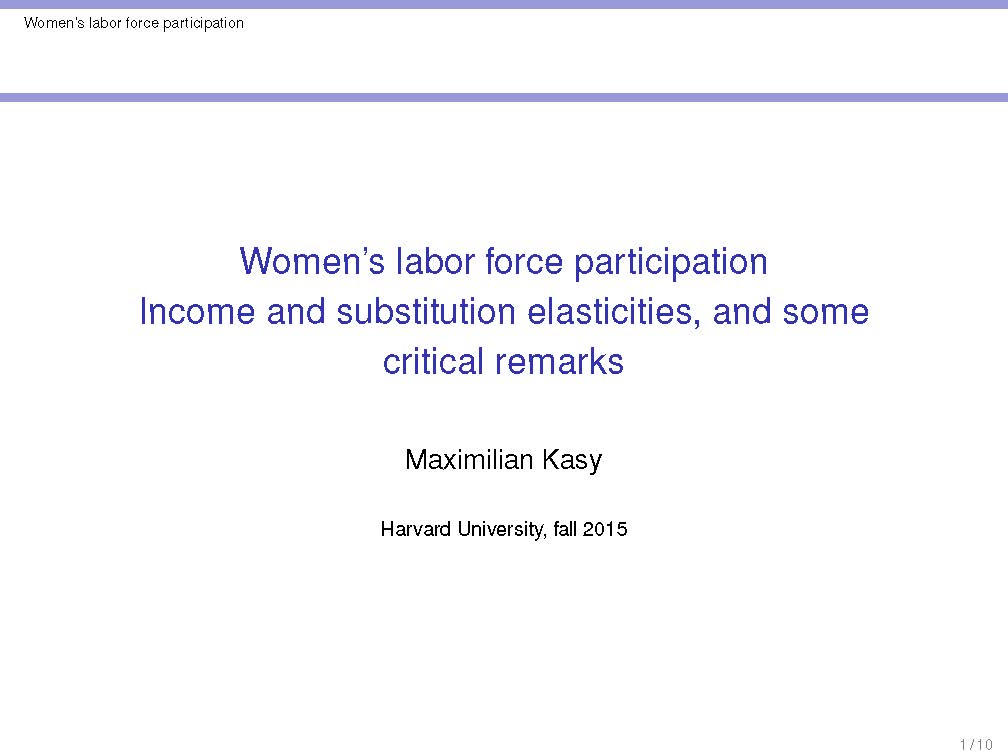 Women's labor force participation
Women's labor force participation
Income and substitution elasticities, and some
critical remarks
Maximilian Kasy
Harvard University, fall 2015
1 / 10